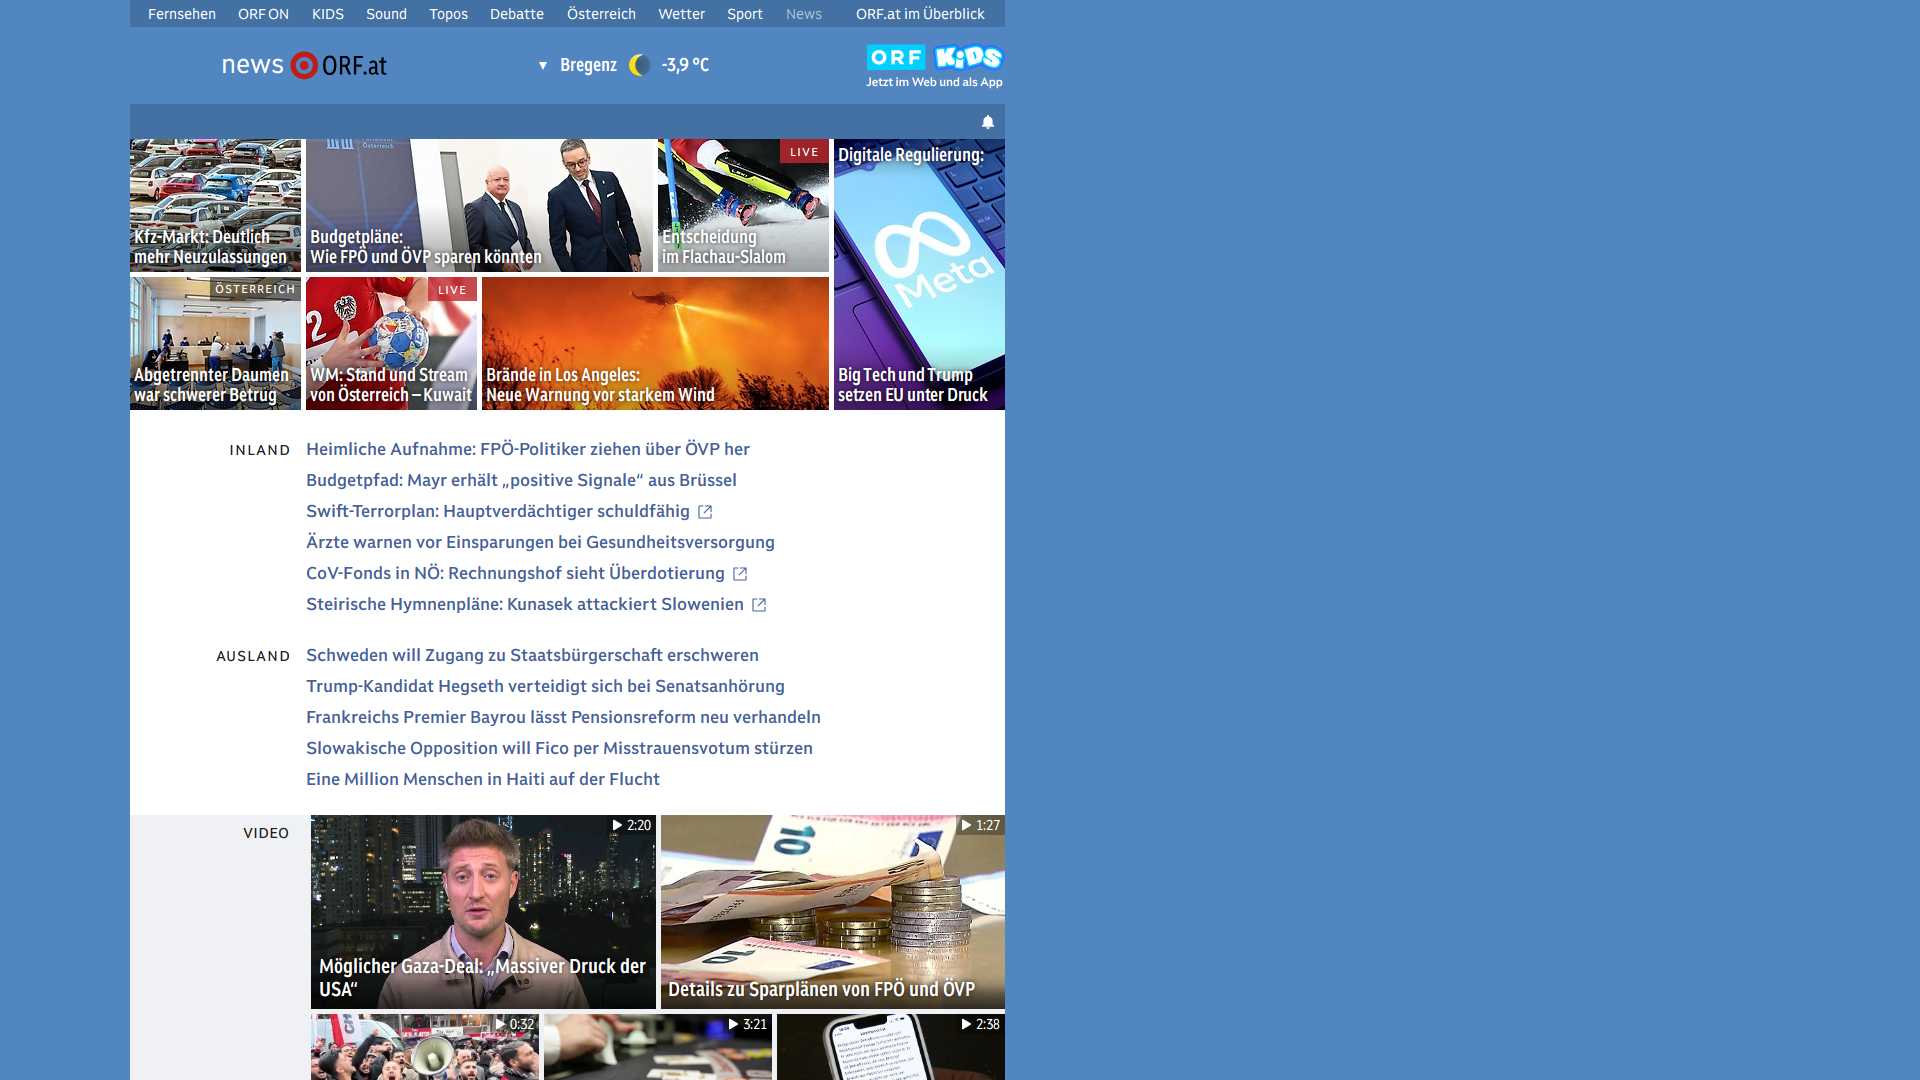 Fernsehen ORF ON KIDS Sound Topos Debatte Österreich Wetter Sport News ORF.at im Überblick
news ORF.at
Bregenz -3,9 °C
ORF KiDS
Jetzt im Web und als App
Kfz-Markt: Deutlich
mehr Neuzulassungen
Budgetpläne:
Wie FPÖ und ÖVP sparen könnten
LIVE
Entscheidung
im Flachau-Slalom
Digitale Regulierung:
Meta
Big Tech und Trump
setzen EU unter Druck
ÖSTERREICH
Abgetrennter Daumen
war schwerer Betrug
LIVE
WM: Stand und Stream
von Österreich – Kuwait
Brände in Los Angeles:
Neue Warnung vor starkem Wind
INLAND
Heimliche Aufnahme: FPÖ-Politiker ziehen über ÖVP her
Budgetpfad: Mayr erhält „positive Signale“ aus Brüssel
Swift-Terrorplan: Hauptverdächtiger schuldfähig
Ärzte warnen vor Einsparungen bei Gesundheitsversorgung
CoV-Fonds in NÖ: Rechnungshof sieht Überdotierung
Steirische Hymnenpläne: Kunasek attackiert Slowenien
AUSLAND
Schweden will Zugang zu Staatsbürgerschaft erschweren
Trump-Kandidat Hegseth verteidigt sich bei Senatsanhörung
Frankreichs Premier Bayrou lässt Pensionsreform neu verhandeln
Slowakische Opposition will Fico per Misstrauensvotum stürzen
Eine Million Menschen in Haiti auf der Flucht
VIDEO
2:20
Möglicher Gaza-Deal: „Massiver Druck der
USA“
1:27
10
10
Details zu Sparplänen von FPÖ und ÖVP
0:32
3:21
2:38